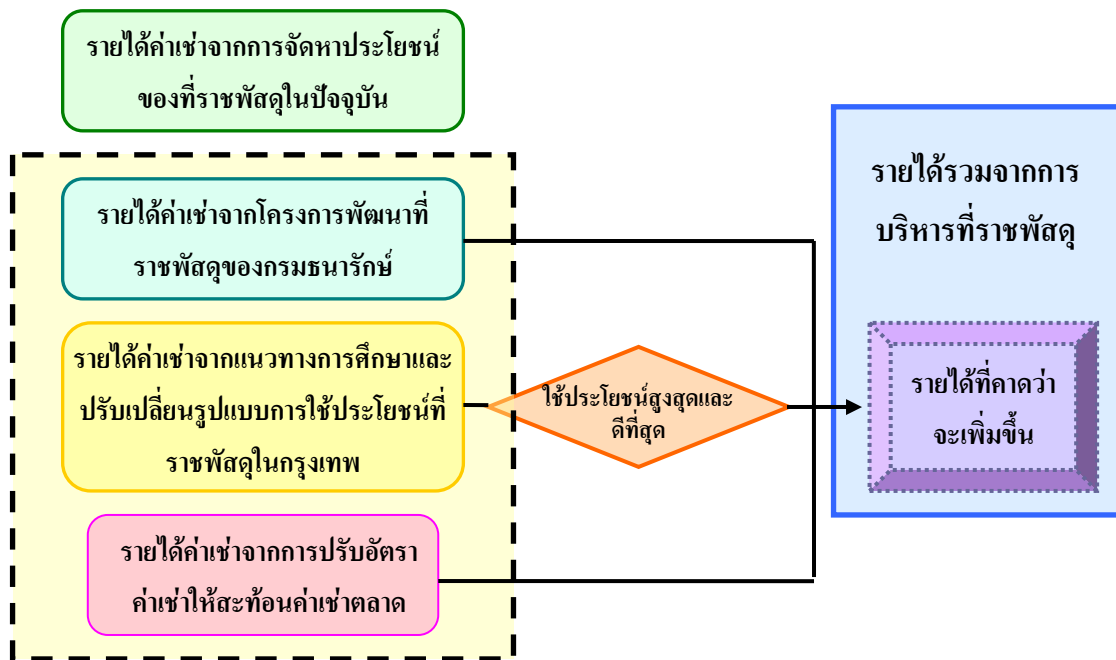 รายได้ค่าเช่าจากการจัดหาประโยชน์
ของที่ราชพัสดุในปัจจุบัน
รายได้ค่าเช่าจากโครงการพัฒนาที่
ราชพัสดุของกรมธนารักษ์
รายได้ค่าเช่าจากแนวทางการศึกษาและ
ปรับเปลี่ยนรูปแบบการใช้ประโยชน์ที่
ราชพัสดุในกรุงเทพ
รายได้ค่าเช่าจากการปรับอัตรา
ค่าเช่าให้สะท้อนค่าเช่าตลาด
ใช้ประโยชน์สูงสุดและ
ดีที่สุด
รายได้รวมจากการ
บริหารที่ราชพัสดุ
รายได้ที่คาดว่า
จะเพิ่มขึ้น